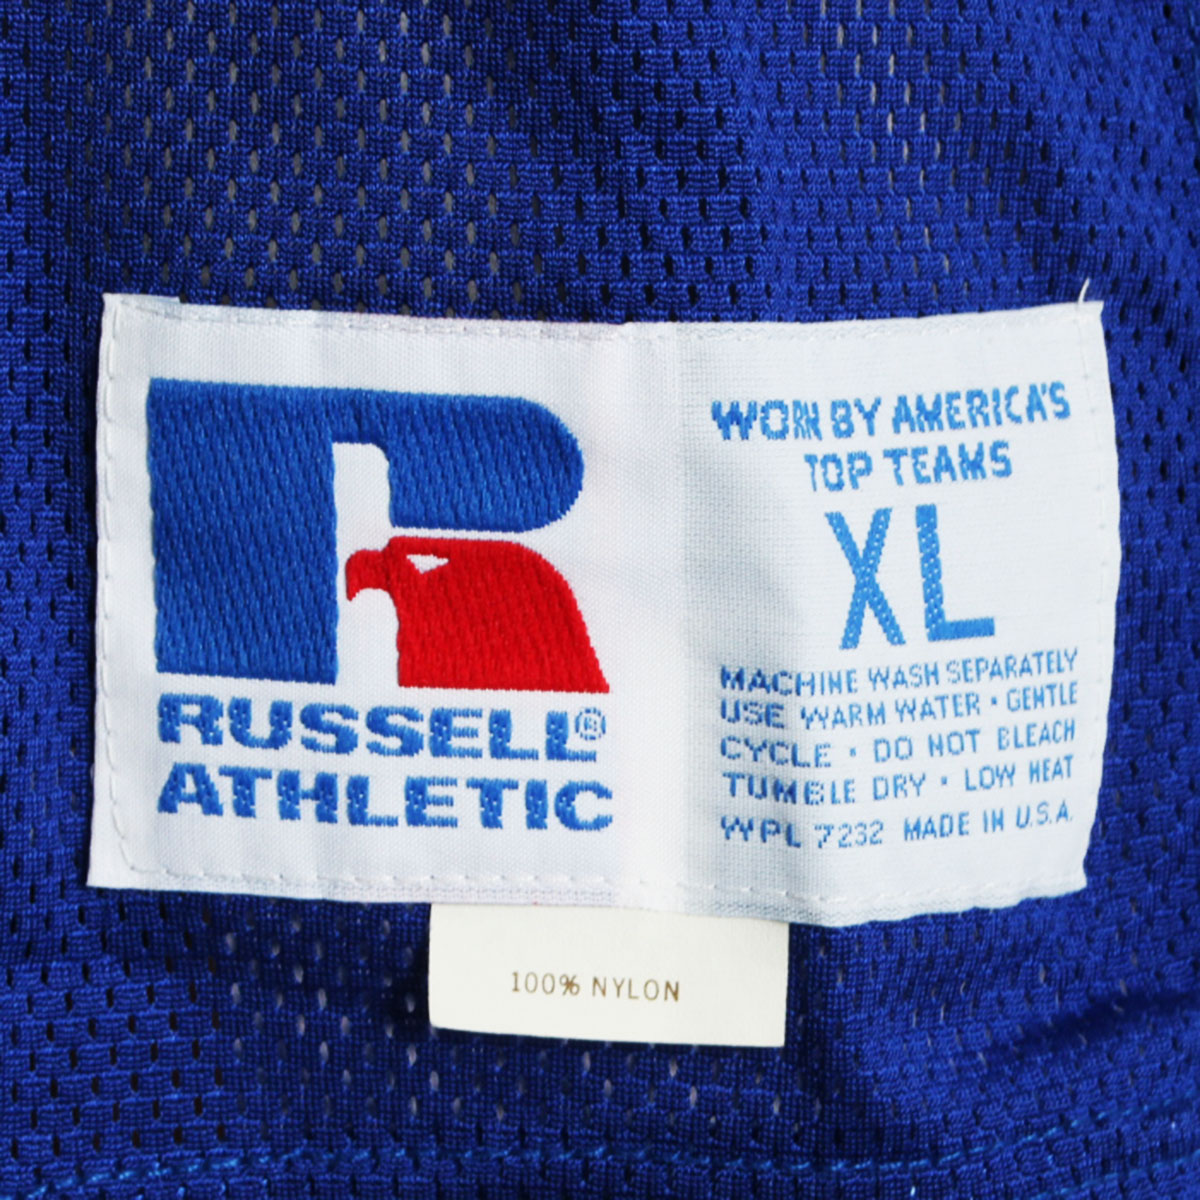 RUSSELL®
ATHLETIC
WORN BY AMERICA'S
TOP TEAMS
XL
MACHINE WASH SEPARATELY
USE WARM WATER · GENTLE
CYCLE · DO NOT BLEACH
TUMBLE DRY · LOW HEAT
WPL 7232 MADE IN U.S.A.
100% NYLON